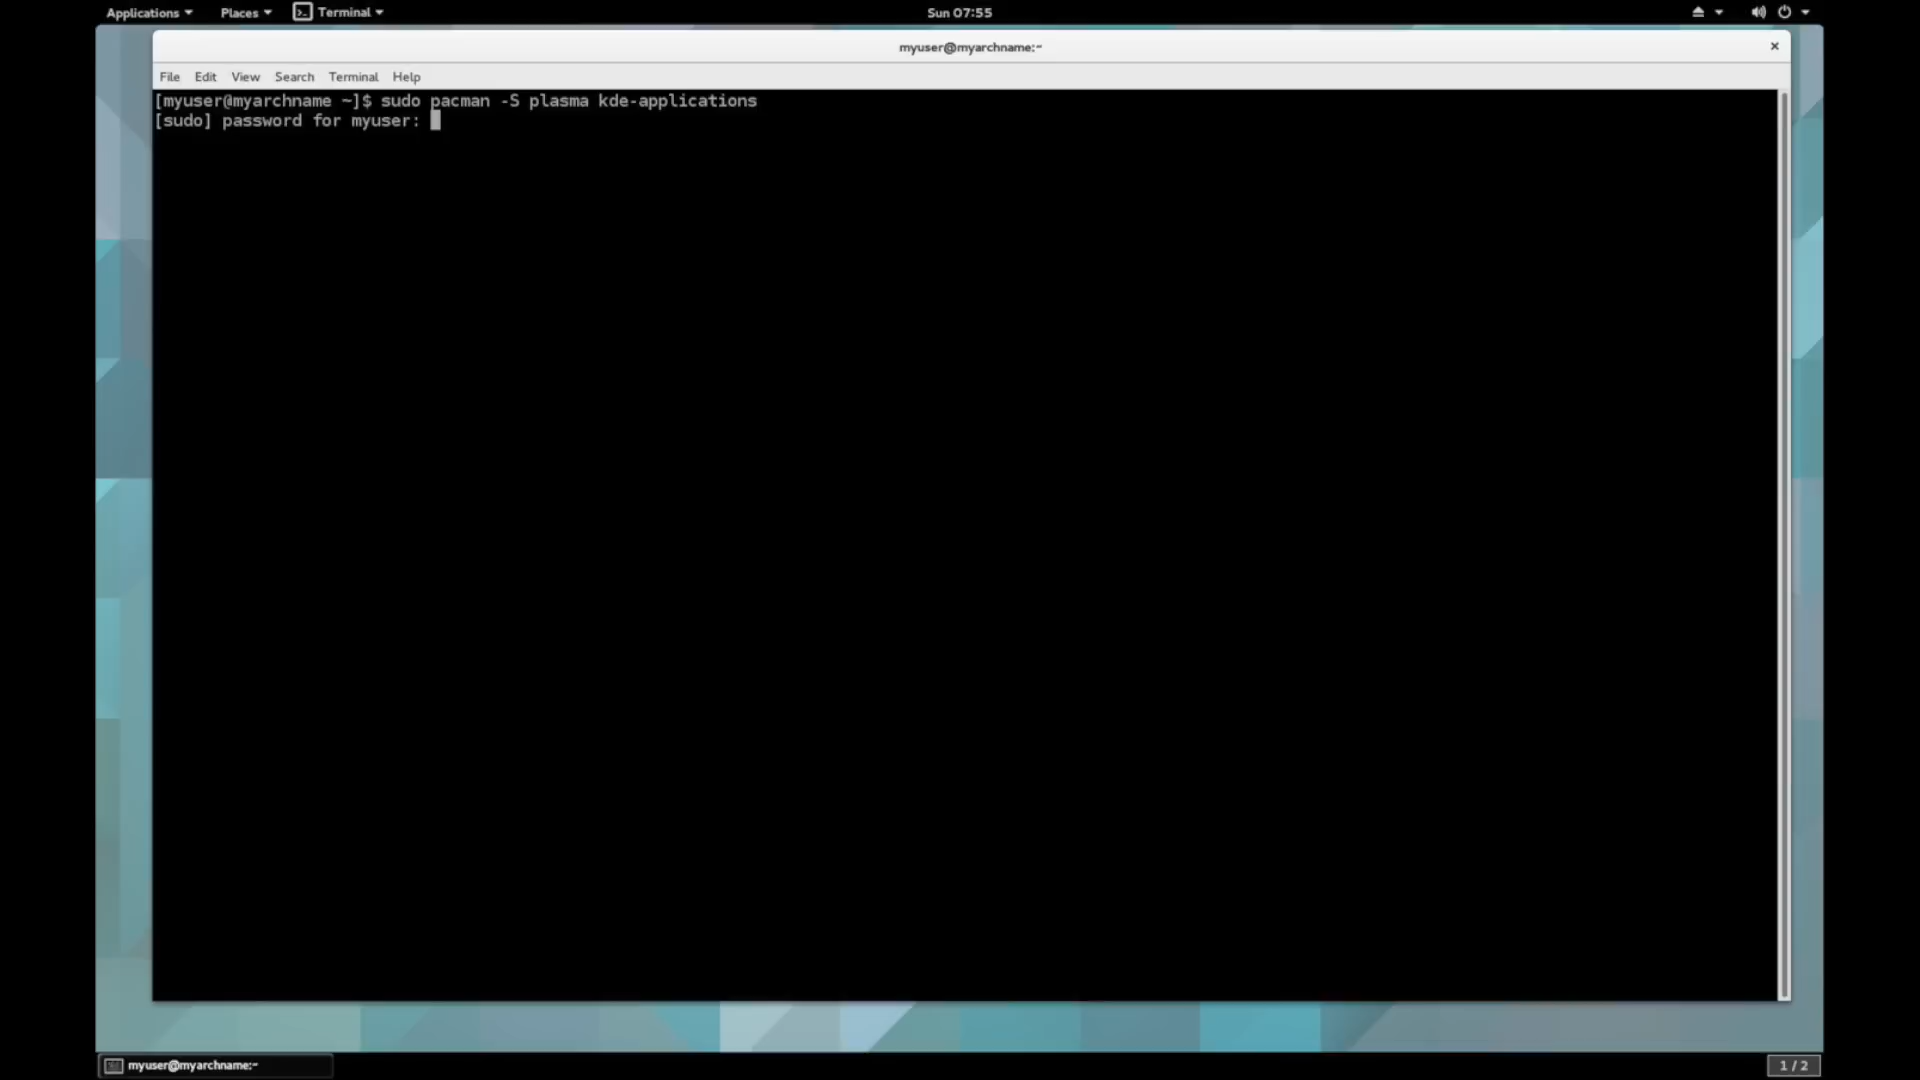 Applications Places Terminal Sun 07:55
myuser@myarchname:~
File Edit View Search Terminal Help
[myuser@myarchname ~]$ sudo pacman -S plasma kde-applications
[sudo] password for myuser:
myuser@myarchname:~ 1 / 2